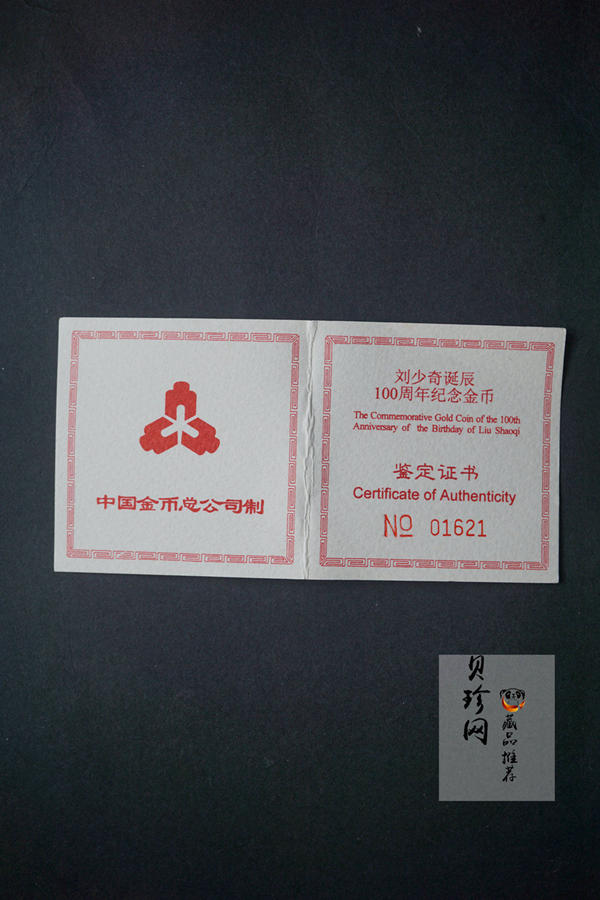 中国金币总公司制
刘少奇诞辰
100周年纪念金币
The Commemorative Gold Coin of the 100th
Anniversary of the Birthday of Liu Shaoqi
鉴定证书
Certificate of Authenticity
№ 01621
贝珍网
藏品推荐